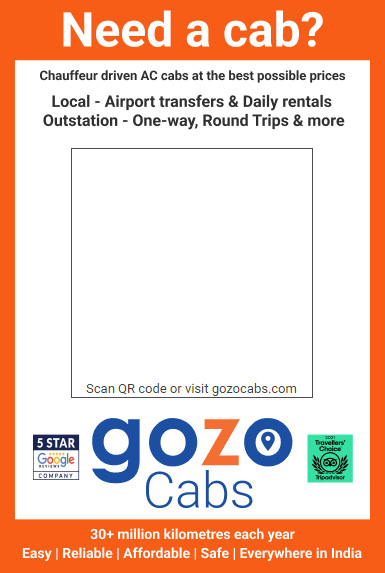 Need a cab?
Chauffeur driven AC cabs at the best possible prices
Local - Airport transfers & Daily rentals
Outstation - One-way, Round Trips & more
Scan QR code or visit gozocabs.com
5 STAR
Google
REVIEWS
COMPANY
gozo
Cabs
2021
Travellers'
Choice
Tripadvisor
30+ million kilometres each year
Easy | Reliable | Affordable | Safe | Everywhere in India